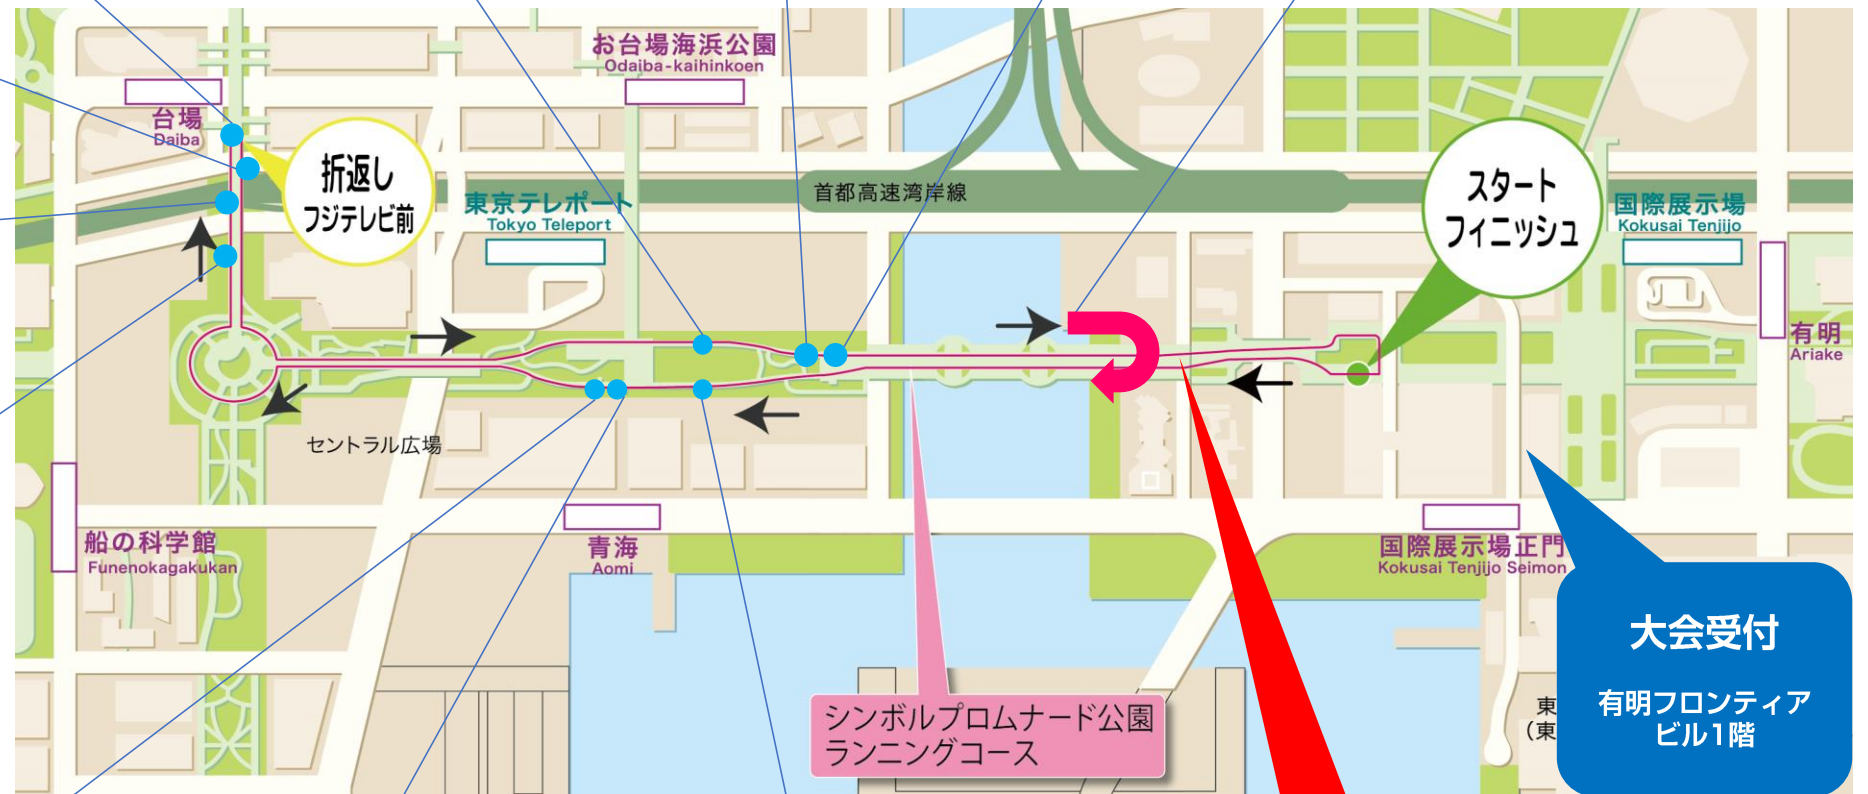 お台場海浜公園
Odaiba-kaihinkoen
台場
Daiba
折返し
フジテレビ前
スタート
フィニッシュ
首都高速湾岸線
東京テレポート
Tokyo Teleport
国際展示場
Kokusai Tenjijo
有明
Ariake
セントラル広場
船の科学館
Funenokagakukan
青海
Aomi
国際展示場正門
Kokusai Tenjijo Seimon
大会受付
有明フロンティア
ビル1階
シンボルプロムナード公園
ランニングコース
東
(東